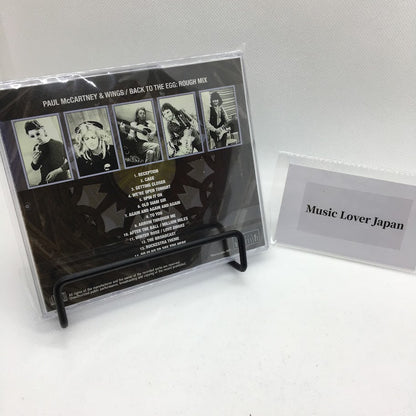 PAUL McCARTNEY & WINGS / BACK TO THE EGG: ROUGH MIX
1. RECEPTION
2. CAGE
3. GETTING CLOSER
4. WE'RE OPEN TONIGHT
5. SPIN IT ON
6. OLD SIAM SIR
7. AGAIN AND AGAIN AND AGAIN
8. TO YOU
9. ARROW THROUGH ME
10. AFTER THE BALL / MILLION MILES
11. WINTER ROSE / LOVE AWAKE
12. THE BROADCAST
13. ROCKESTRA THEME
Music Lover Japan